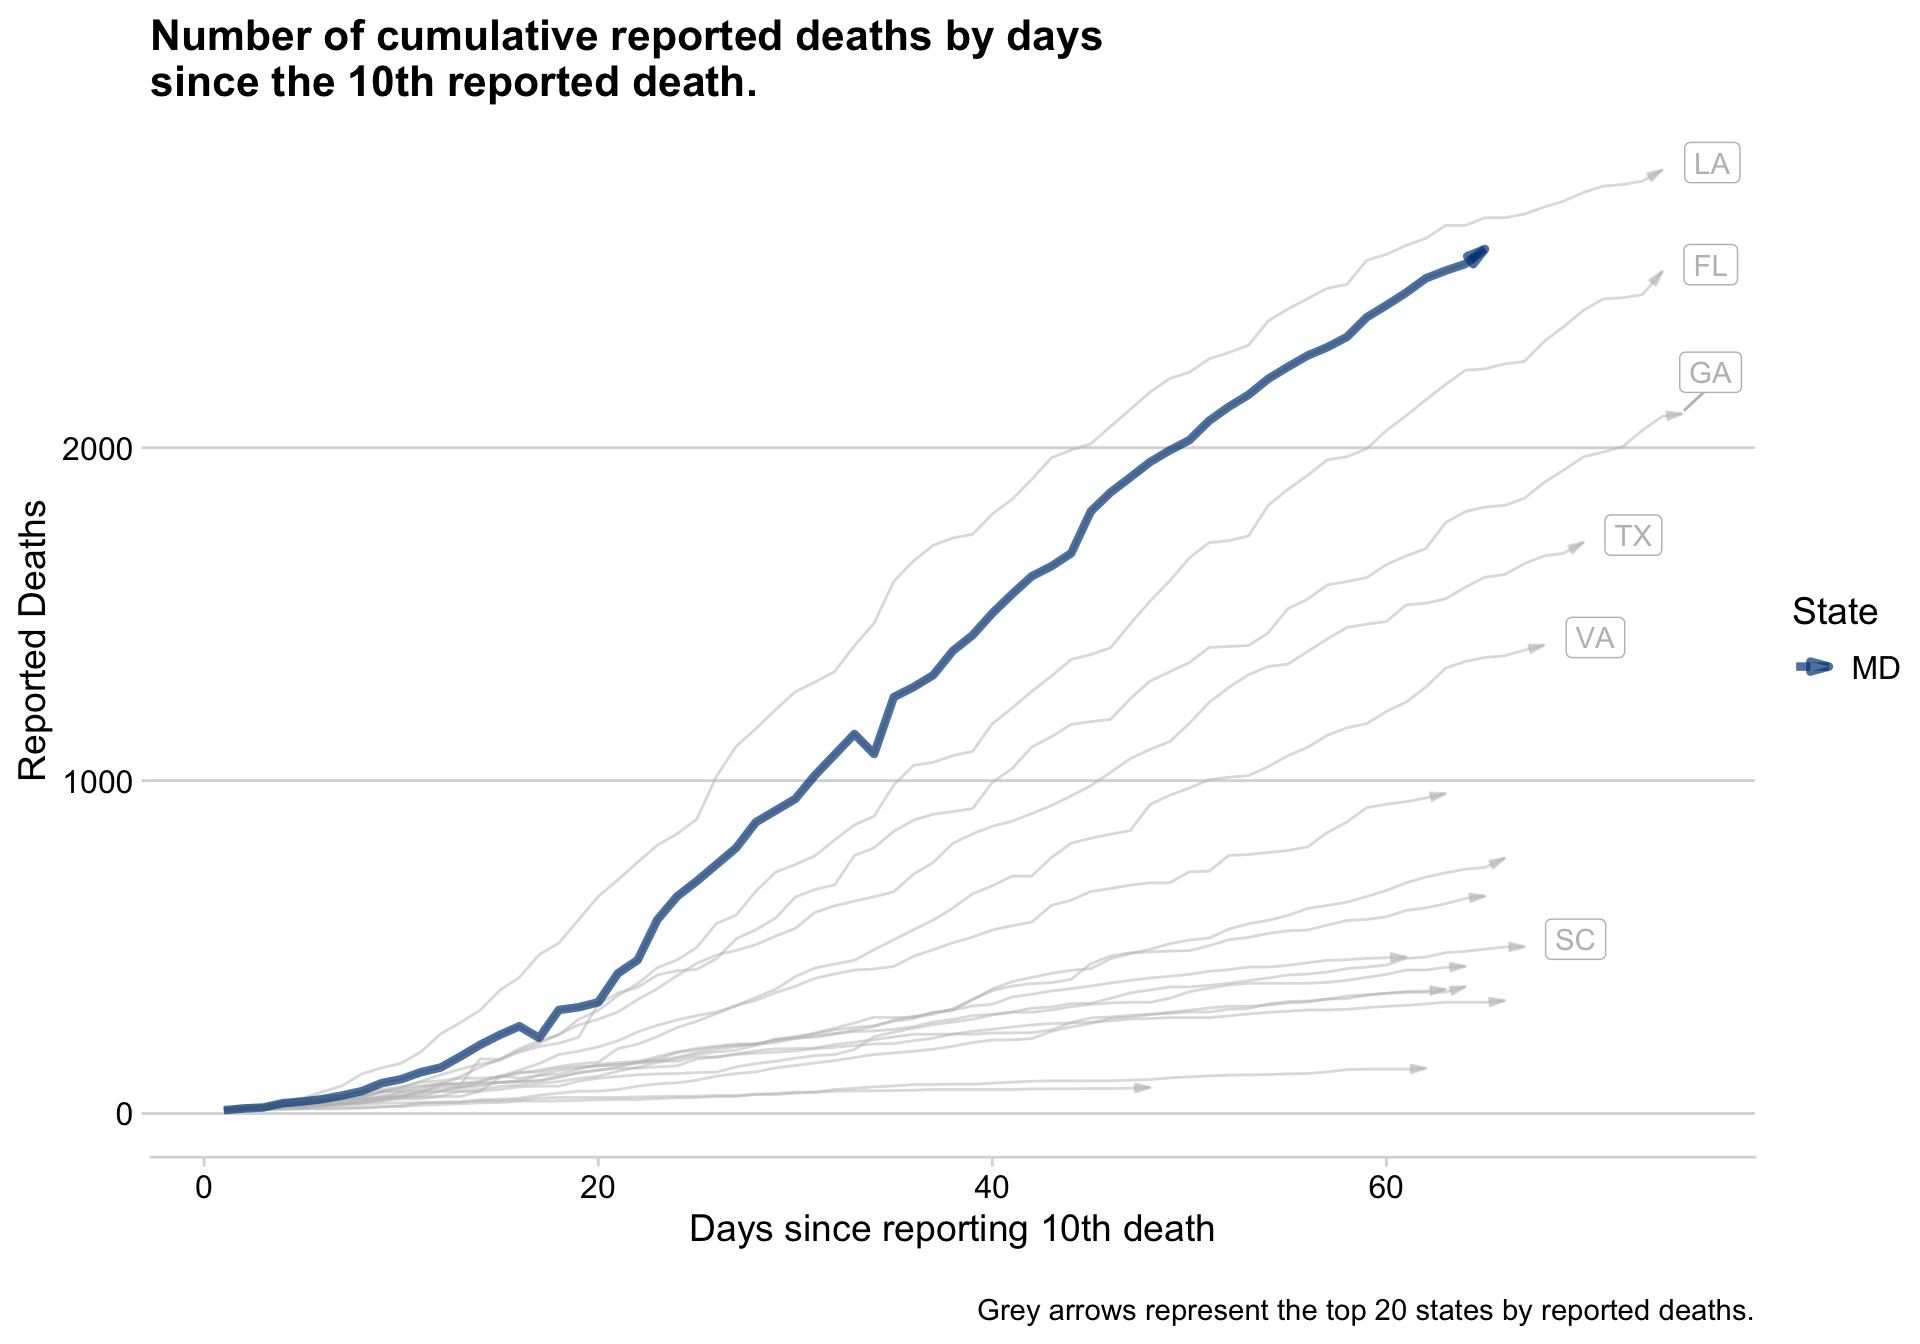 Number of cumulative reported deaths by days
since the 10th reported death.
LA
FL
GA
2000
TX
Reported Deaths
State
VA
MD
1000
SC
0
0 20 40 60
Days since reporting 10th death
Grey arrows represent the top 20 states by reported deaths.